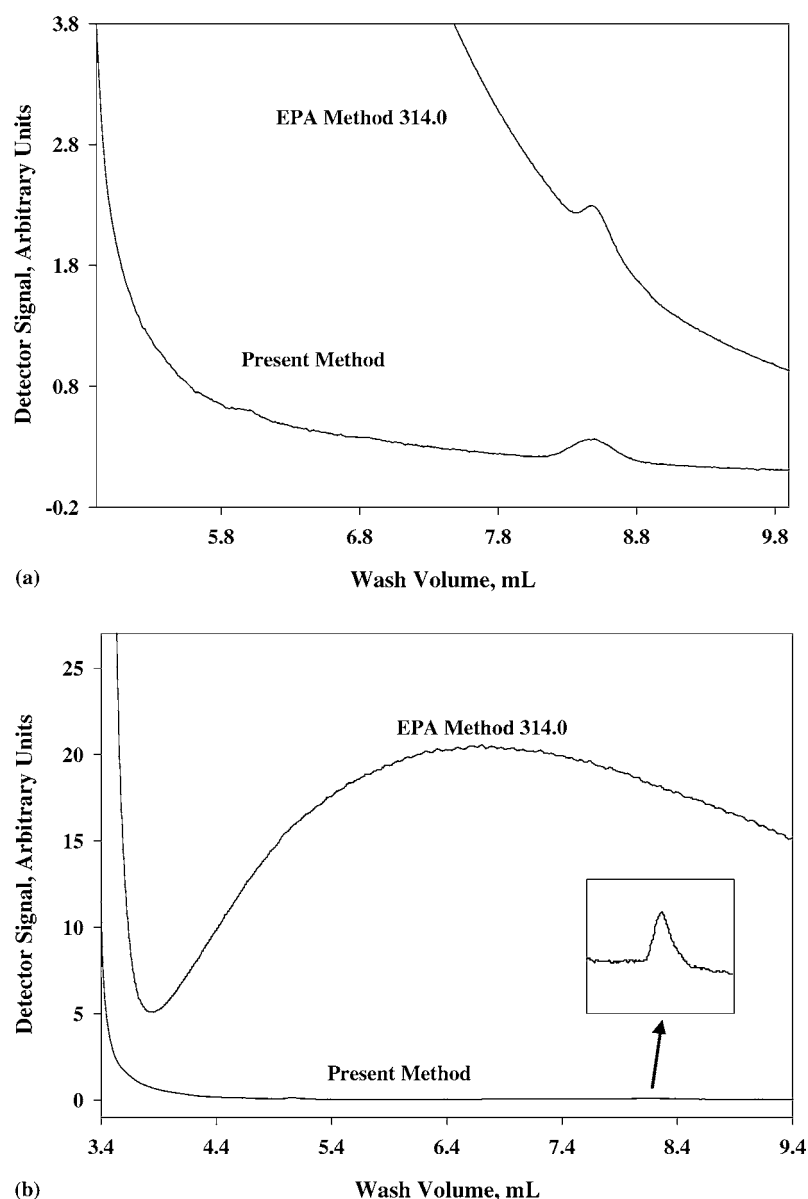 3.8
2.8
1.8
0.8
-0.2
Detector Signal, Arbitrary Units
EPA Method 314.0
Present Method
5.8 6.8 7.8 8.8 9.8
(a) Wash Volume, mL
25
20
15
10
5
0
Detector Signal, Arbitrary Units
EPA Method 314.0
Present Method
3.4 4.4 5.4 6.4 7.4 8.4 9.4
(b) Wash Volume, mL